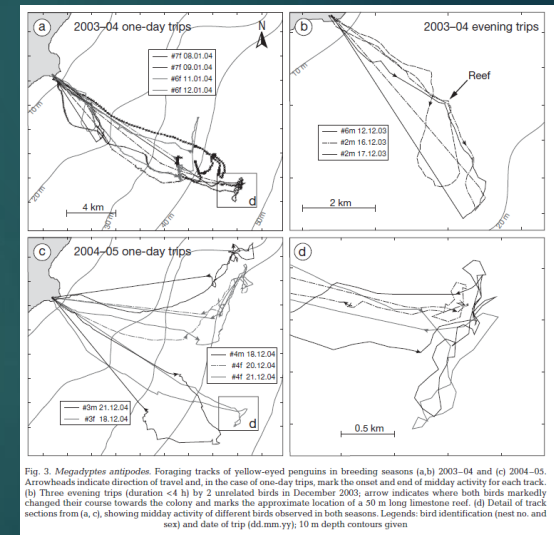 a
2003–04 one-day trips
N
#7f 08.01.04
#7f 09.01.04
#6f 11.01.04
#6f 12.01.04
10 m
20 m
30 m
40 m
50 m
4 km
d
b
2003–04 evening trips
10 m
Reef
#6m 12.12.03
#2m 16.12.03
#2m 17.12.03
2 km
20 m
c
2004–05 one-day trips
#4m 18.12.04
#4f 20.12.04
#4f 21.12.04
#3m 21.12.04
#3f 18.12.04
d
d
0.5 km
Fig. 3. Megadyptes antipodes. Foraging tracks of yellow-eyed penguins in breeding seasons (a,b) 2003–04 and (c) 2004–05.
Arrowheads indicate direction of travel and, in the case of one-day trips, mark the onset and end of midday activity for each track.
(b) Three evening trips (duration <4 h) by 2 unrelated birds in December 2003; arrow indicates where both birds markedly
changed their course towards the colony and marks the approximate location of a 50 m long limestone reef. (d) Detail of track
sections from (a, c), showing midday activity of different birds observed in both seasons. Legends: bird identification (nest no. and
sex) and date of trip (dd.mm.yy); 10 m depth contours given